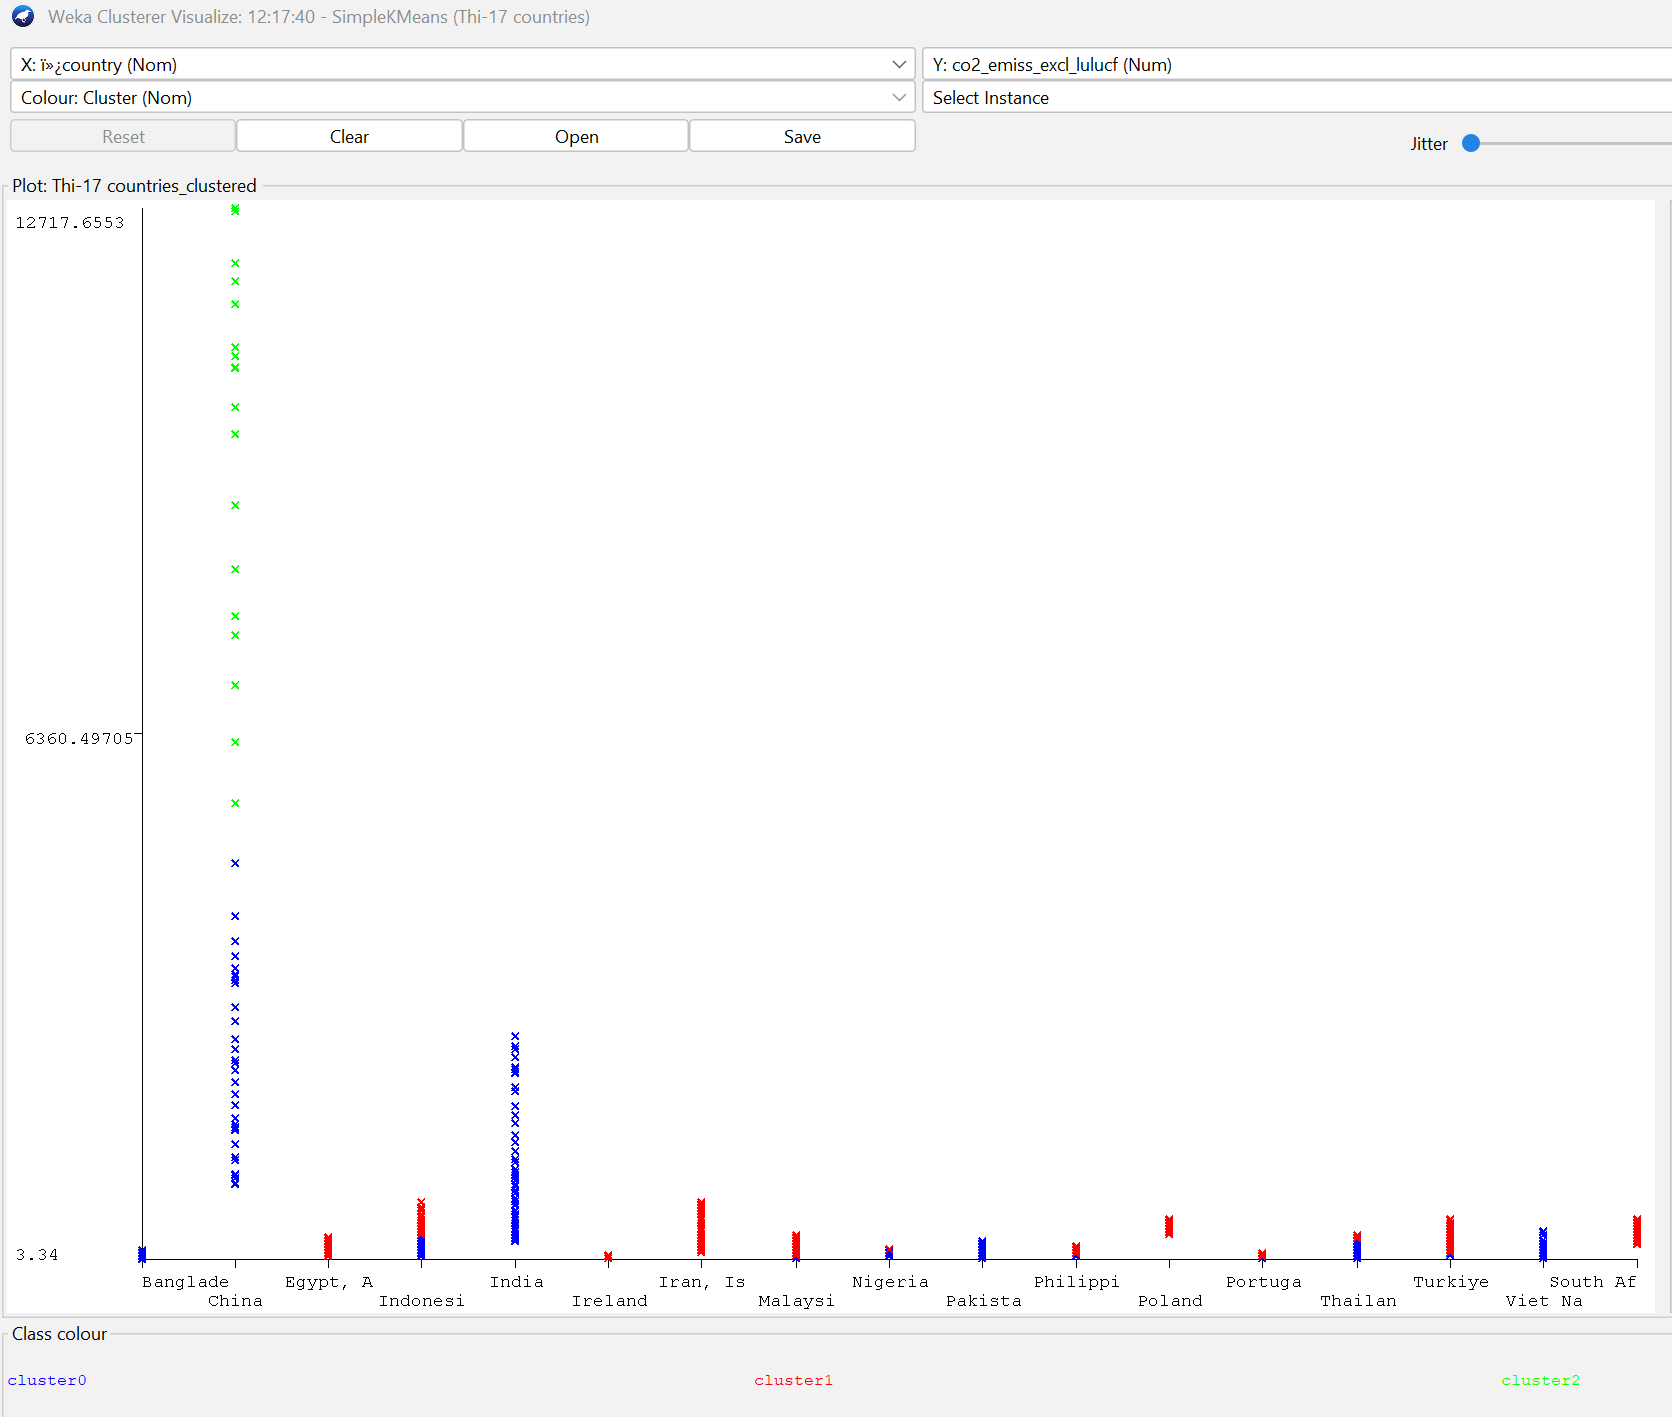 Weka Clusterer Visualize: 12:17:40 - SimpleKMeans (Thi-17 countries)
X: ï»¿country (Nom)
Y: co2_emiss_excl_lulucf (Num)
Colour: Cluster (Nom)
Select Instance
Reset
Clear
Open
Save
Jitter
Plot: Thi-17 countries_clustered
12717.6553
6360.49705
3.34
Banglade
China
Egypt, A
Indonesi
India
Ireland
Iran, Is
Malaysi
Nigeria
Pakista
Philippi
Poland
Portuga
Thailan
Turkiye
Viet Na
South Af
Class colour
cluster0
cluster1
cluster2